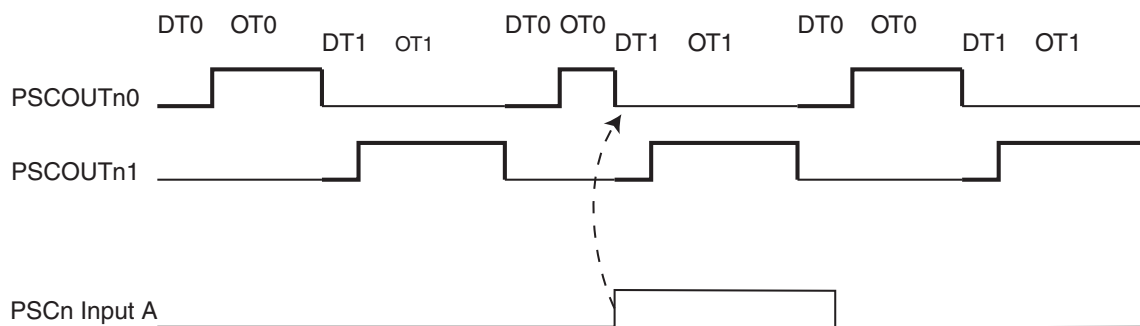 DT0 OT0 DT0 OT0 DT0 OT0
DT1 OT1 DT1 OT1 DT1 OT1
PSCOUTn0
PSCOUTn1
PSCn Input A